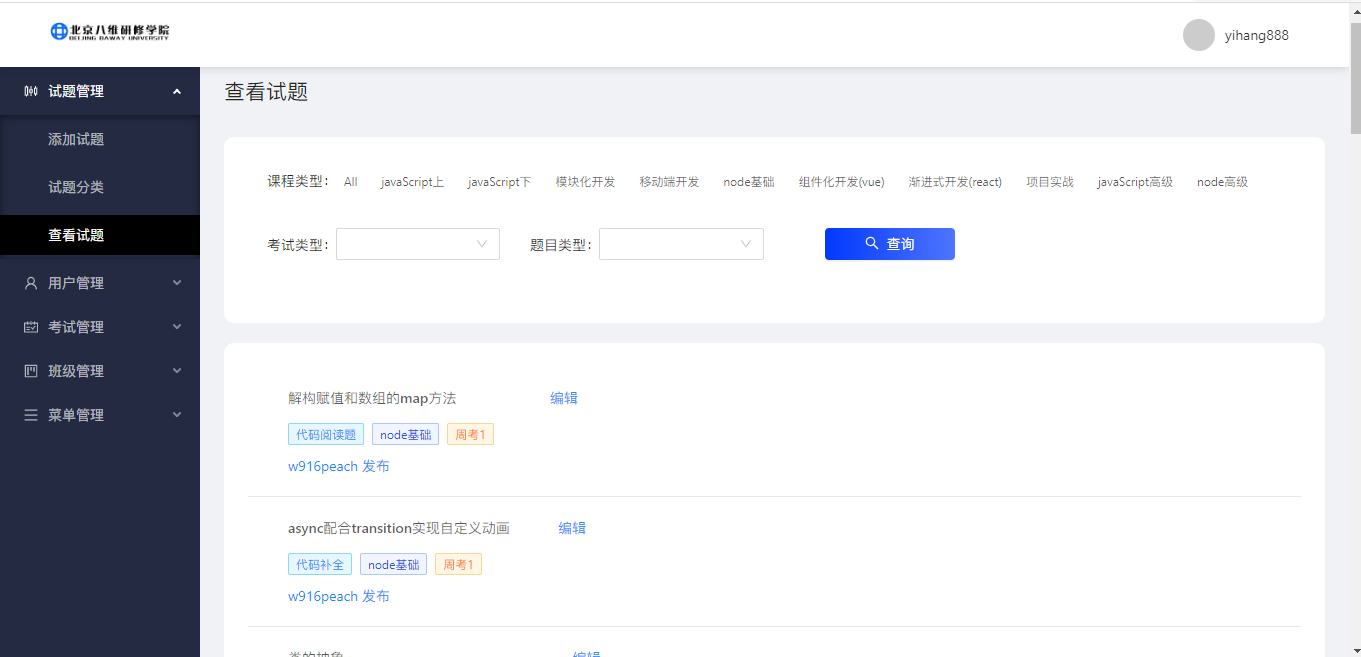 北京八维研修学院
BEIJING BAWAY UNIVERSITY
yihang888
试题管理
添加试题
试题分类
查看试题
用户管理
考试管理
班级管理
菜单管理
查看试题
课程类型: All javaScript上 javaScript下 模块化开发 移动端开发 node基础 组件化开发(vue) 渐进式开发(react) 项目实战 javaScript高级 node高级
考试类型: 题目类型: 查询
解构赋值和数组的map方法 编辑
代码阅读题 node基础 周考1
w916peach 发布
async配合transition实现自定义动画 编辑
代码补全 node基础 周考1
w916peach 发布
类的抽象 编辑